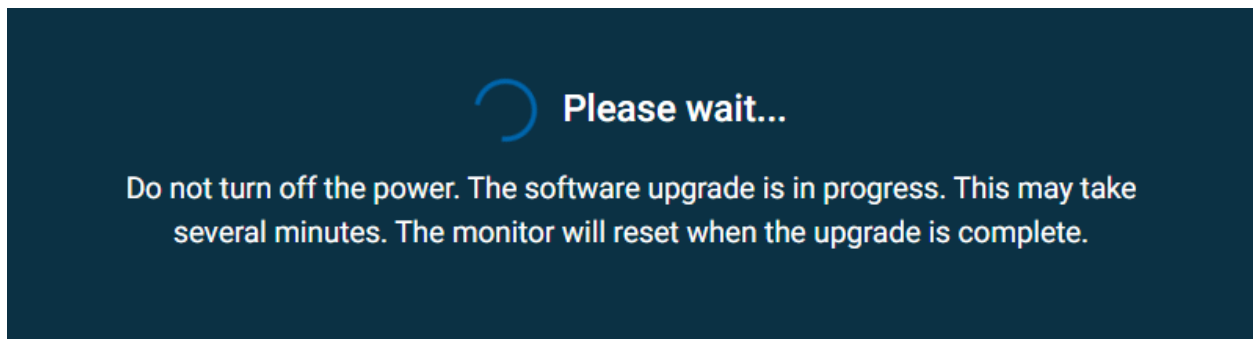 Please wait...
Do not turn off the power. The software upgrade is in progress. This may take
several minutes. The monitor will reset when the upgrade is complete.